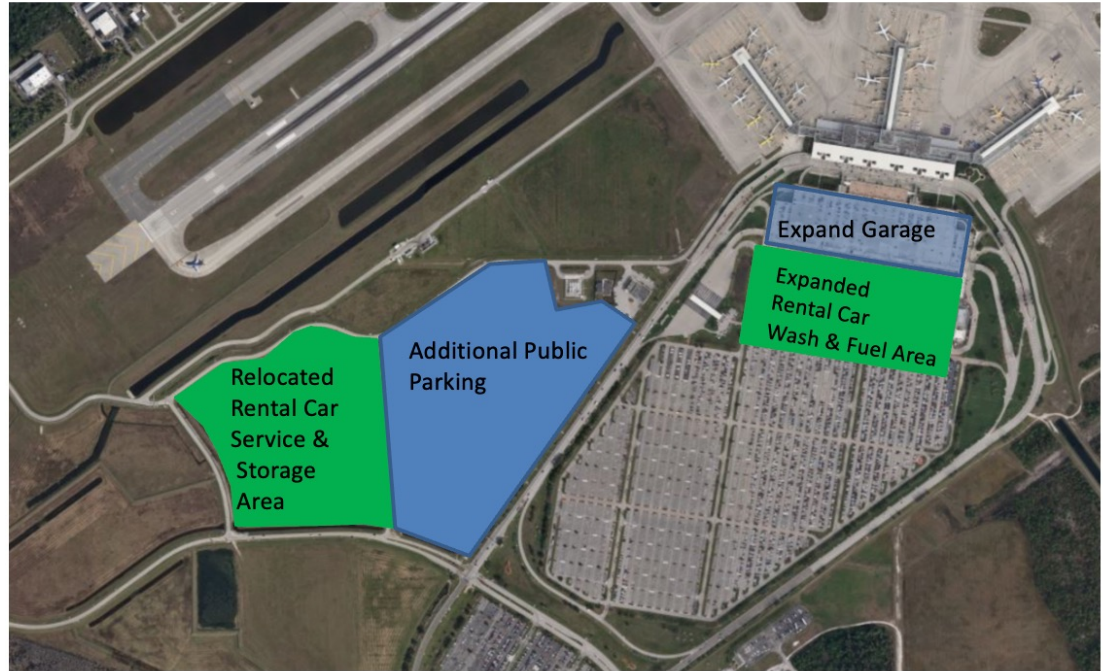 Expand Garage
Expanded
Rental Car
Wash & Fuel Area
Additional Public
Parking
Relocated
Rental Car
Service &
Storage
Area